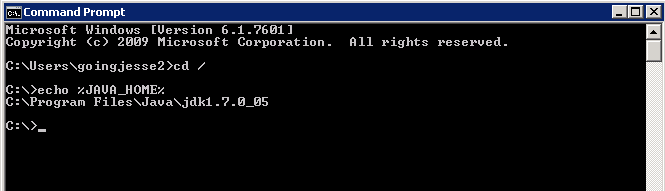 Command Prompt
Microsoft Windows [Version 6.1.7601]
Copyright (c) 2009 Microsoft Corporation.  All rights reserved.
C:\Users\goingjesse2>cd /
C:\>echo %JAVA_HOME%
C:\Program Files\Java\jdk1.7.0_05
C:\>_